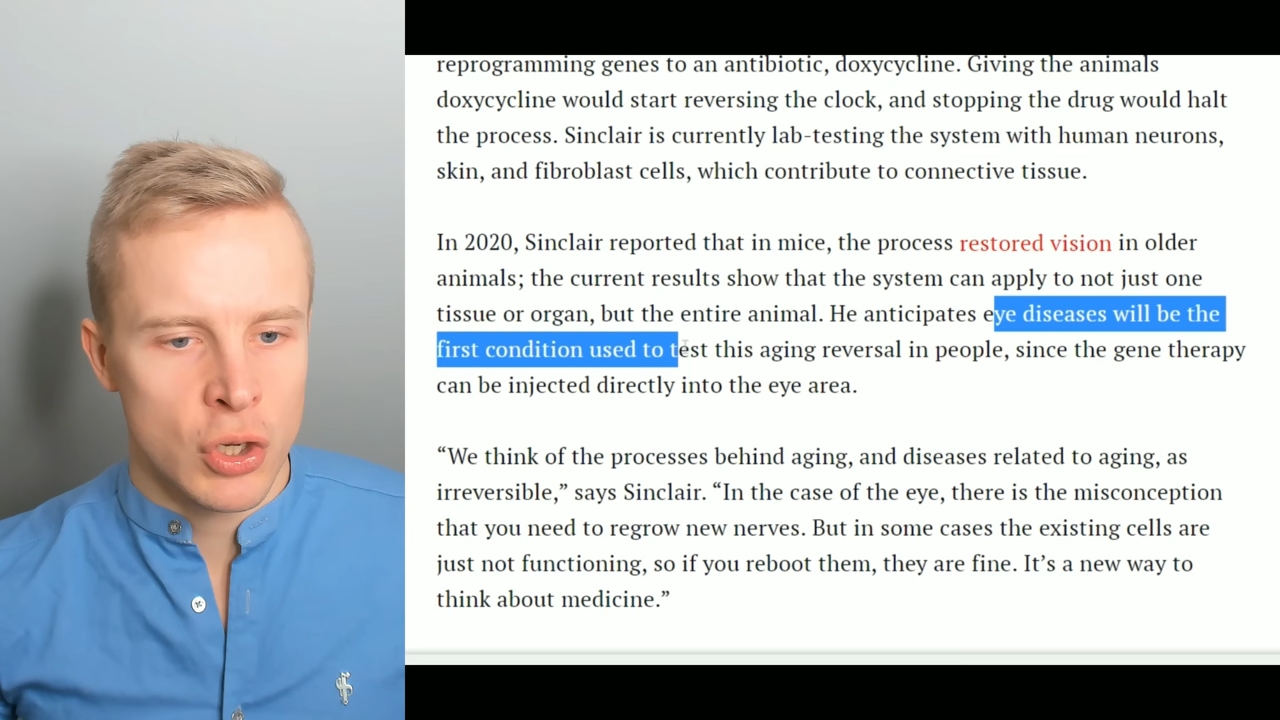 reprogramming genes to an antibiotic, doxycycline. Giving the animals
doxycycline would start reversing the clock, and stopping the drug would halt
the process. Sinclair is currently lab-testing the system with human neurons,
skin, and fibroblast cells, which contribute to connective tissue.
In 2020, Sinclair reported that in mice, the process restored vision in older
animals; the current results show that the system can apply to not just one
tissue or organ, but the entire animal. He anticipates eye diseases will be the
first condition used to test this aging reversal in people, since the gene therapy
can be injected directly into the eye area.
“We think of the processes behind aging, and diseases related to aging, as
irreversible,” says Sinclair. “In the case of the eye, there is the misconception
that you need to regrow new nerves. But in some cases the existing cells are
just not functioning, so if you reboot them, they are fine. It’s a new way to
think about medicine.”